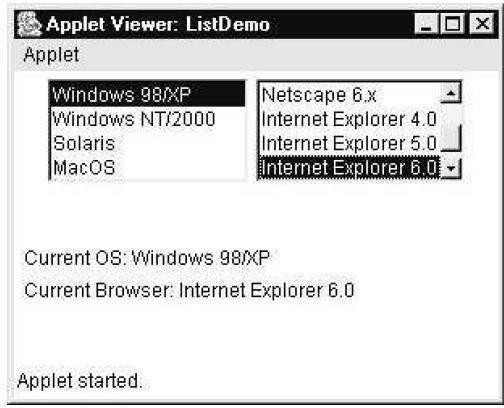 Applet Viewer: ListDemo
Applet
Windows 98/XP
Windows NT/2000
Solaris
MacOS
Netscape 6.x
Internet Explorer 4.0
Internet Explorer 5.0
Internet Explorer 6.0
Current OS: Windows 98/XP
Current Browser: Internet Explorer 6.0
Applet started.